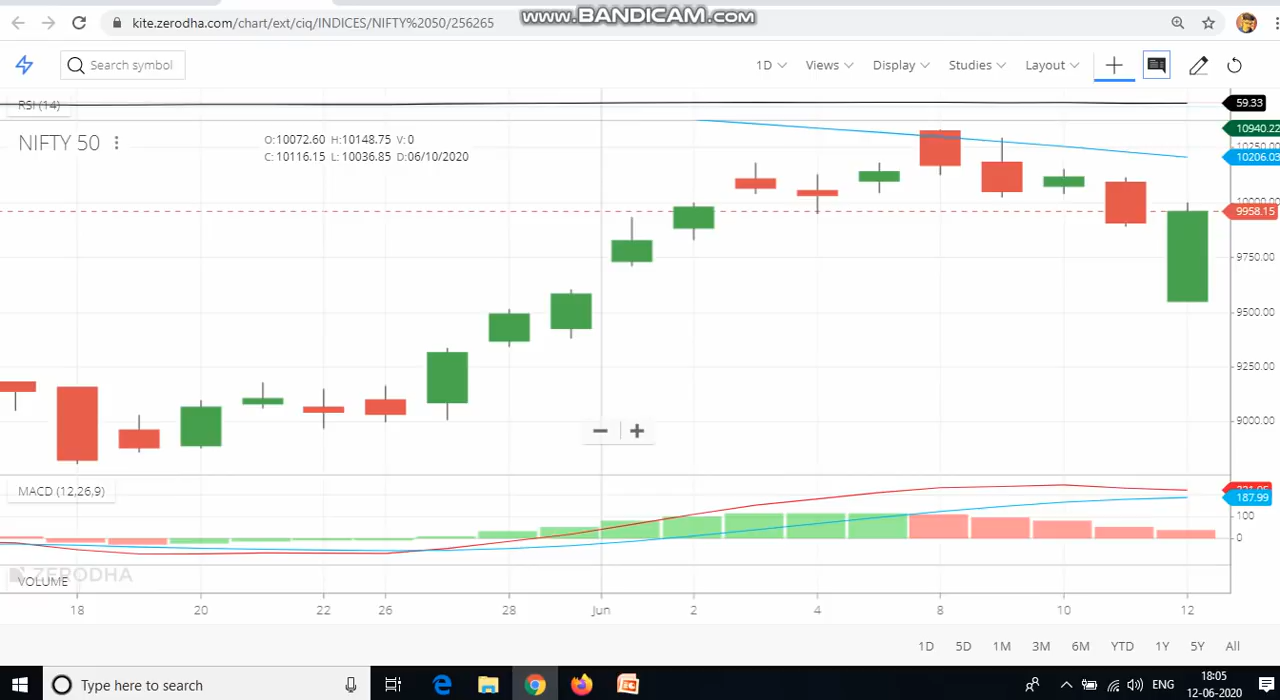 www.BANDICAM.com
kite.zerodha.com/chart/ext/ciq/INDICES/NIFTY%2050/256265
Search symbol
1D Views Display Studies Layout
RSI (14)
59.33
NIFTY 50
O:10072.60 H:10148.75 V:0
C:10116.15 L:10036.85 D:06/10/2020
10940.22
10250.00
10206.03
10000.00
9958.15
9750.00
9500.00
9250.00
9000.00
MACD (12,26,9)
187.99
100
0
ZERODHA
VOLUME
18 20 22 26 28 Jun 2 4 8 10 12
1D 5D 1M 3M 6M YTD 1Y 5Y All
Type here to search
ENG
18:05
12-06-2020